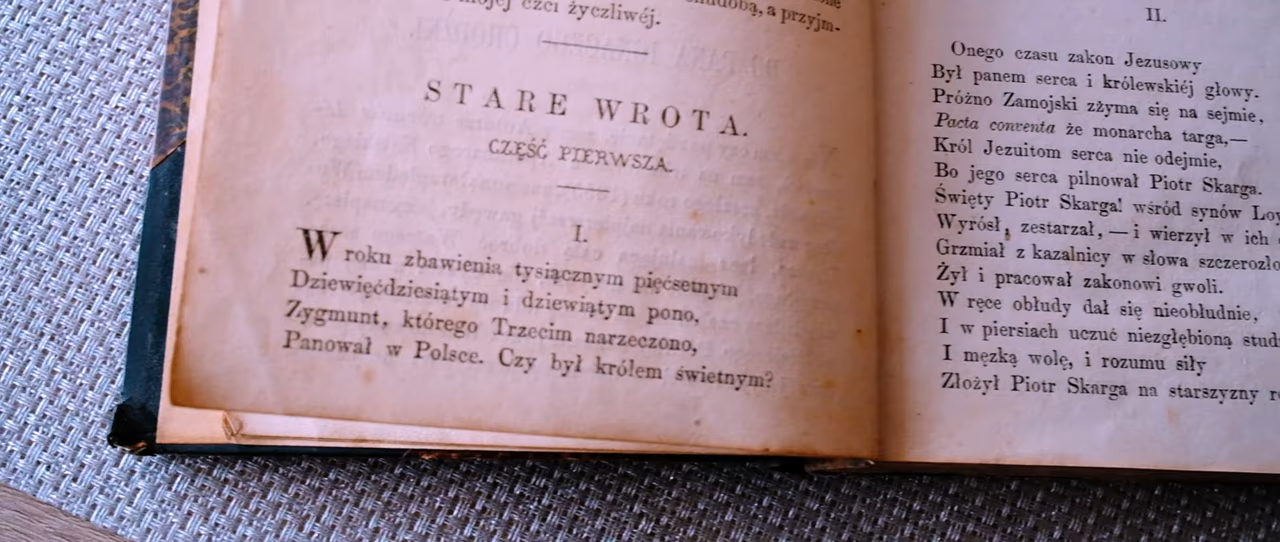 mojej czci życzliwéj.
a przyjm-
STARE WROTA.
CZĘŚĆ PIERWSZA.
I.
W roku zbawienia tysiącznym pięćsetnym
Dziewięćdziesiątym i dziewiątym pono,
Zygmunt, którego Trzecim narzeczono,
Panował w Polsce. Czy był królem świetnym?
II.
Onego czasu zakon Jezusowy
Był panem serca i królewskiéj głowy.
Próżno Zamojski zżyma się na sejmie,
Pacta conventa że monarcha targa,—
Król Jezuitom serca nie odejmie,
Bo jego serca pilnował Piotr Skarga.
Święty Piotr Skarga! wśród synów
Wyrósł, zestarzał, — i wierzył w ich
Grzmiał z kazalnicy w słowa
Żył i pracował zakonowi gwoli.
W ręce obłudy dał się nieobłudnie,
I w piersiach uczuć niezgłębioną
I męzką wolę, i rozumu siły
Złożył Piotr Skarga na starszyzny